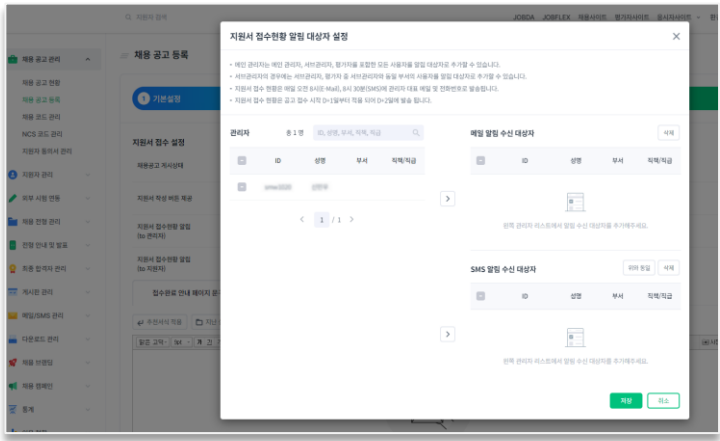 지원자 검색
JOBDA JOBFLEX 채용사이트 평가자사이트 응시자사이트
채용 공고 관리
채용 공고 현황
채용 공고 등록
채용 코드 관리
NCS 코드 관리
지원자 동의서 관리
지원자 관리
외부 시험 연동
채용 전형 관리
전형 안내 및 발표
최종 합격자 관리
게시판 관리
메일/SMS 관리
다운로드 관리
채용 브랜딩
채용 캠페인
통계
채용 공고 등록
1 기본설정
지원서 접수 설정
채용공고 게시상태
지원서 작성 버튼 제공
지원서 접수현황 알림
(to 관리자)
지원서 접수현황 알림
(to 지원자)
접수완료 안내 페이지 문구
추천서식 적용
맑은 고딕 9pt 가
지원서 접수현황 알림 대상자 설정
• 메인 관리자는 메인 관리자, 서브관리자, 평가자를 포함한 모든 사용자를 알림 대상자로 추가할 수 있습니다.
• 서브관리자의 경우에는 서브관리자, 평가자 중 서브관리자와 동일 부서의 사용자를 알림 대상자로 추가할 수 있습니다.
• 지원서 접수 현황은 매일 오전 8시(E-Mail), 8시 30분(SMS)에 관리자 대표 메일 및 전화번호로 발송됩니다.
• 지원서 접수 현황은 공고 접수 시작 D+1일부터 적용 되어 D+2일에 발송 됩니다.
관리자 총 1 명 ID, 성명, 부서, 직책, 직급
ID 성명 부서 직책/직급
1 / 1
메일 알림 수신 대상자 삭제
ID 성명 부서 직책/직급
왼쪽 관리자 리스트에서 알림 수신 대상자를 추가해주세요.
SMS 알림 수신 대상자 위와 동일 삭제
ID 성명 부서 직책/직급
왼쪽 관리자 리스트에서 알림 수신 대상자를 추가해주세요.
저장 취소